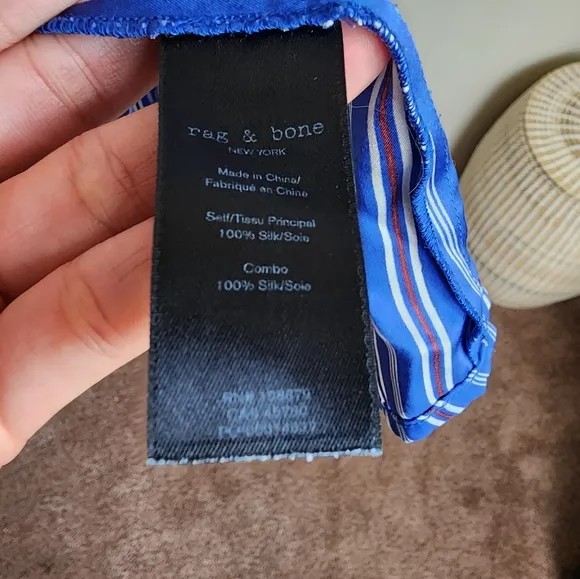 rag & bone
NEW YORK
Made in China/
Fabriqué en Chine
Self/Tissu Principal
100% Silk/Soie
Combo
100% Silk/Soie